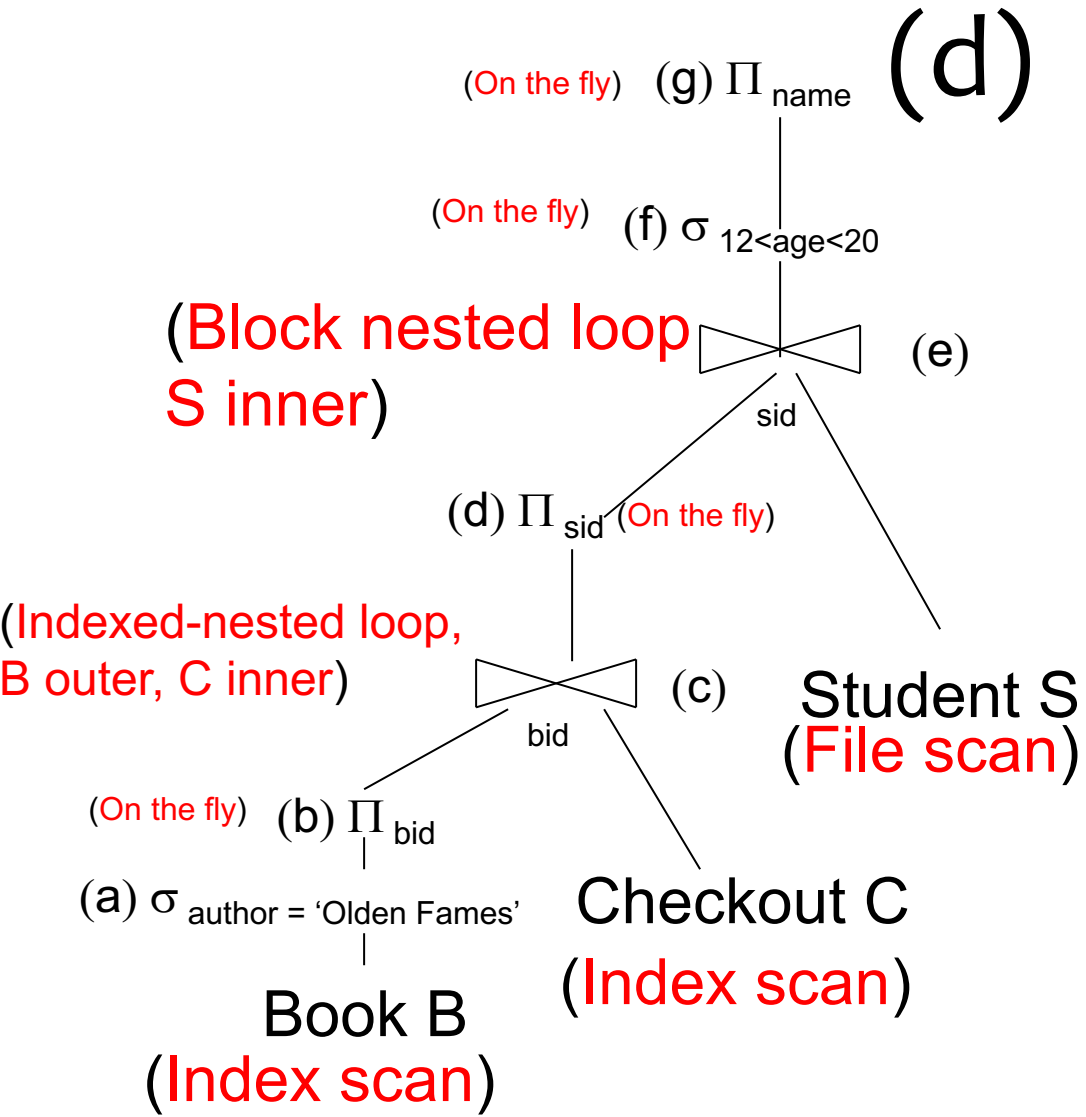 (d)
(On the fly) (g) Π name
(On the fly) (f) σ 12<age<20
(Block nested loop
S inner)
(e)
sid
(d) Π sid (On the fly)
(Indexed-nested loop,
B outer, C inner)
(c)
bid
Student S
(File scan)
(On the fly) (b) Π bid
(a) σ author = ‘Olden Fames’
Checkout C
(Index scan)
Book B
(Index scan)